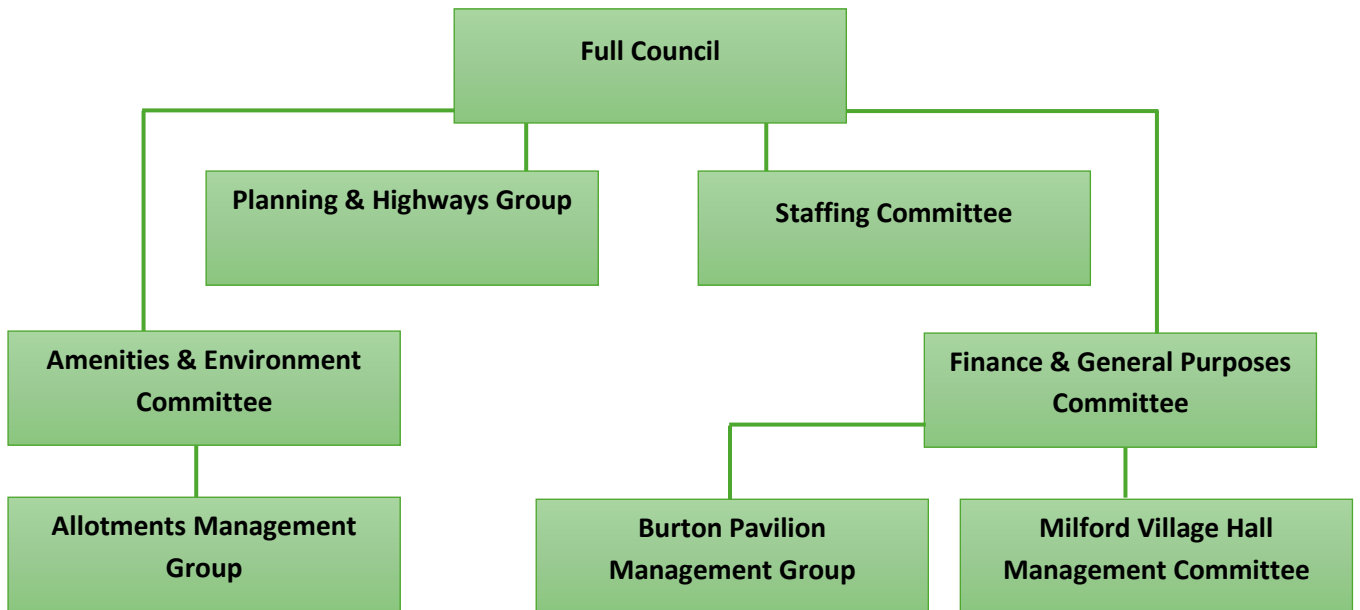 Full Council
Planning & Highways Group
Staffing Committee
Amenities & Environment
Committee
Finance & General Purposes
Committee
Allotments Management
Group
Burton Pavilion
Management Group
Milford Village Hall
Management Committee